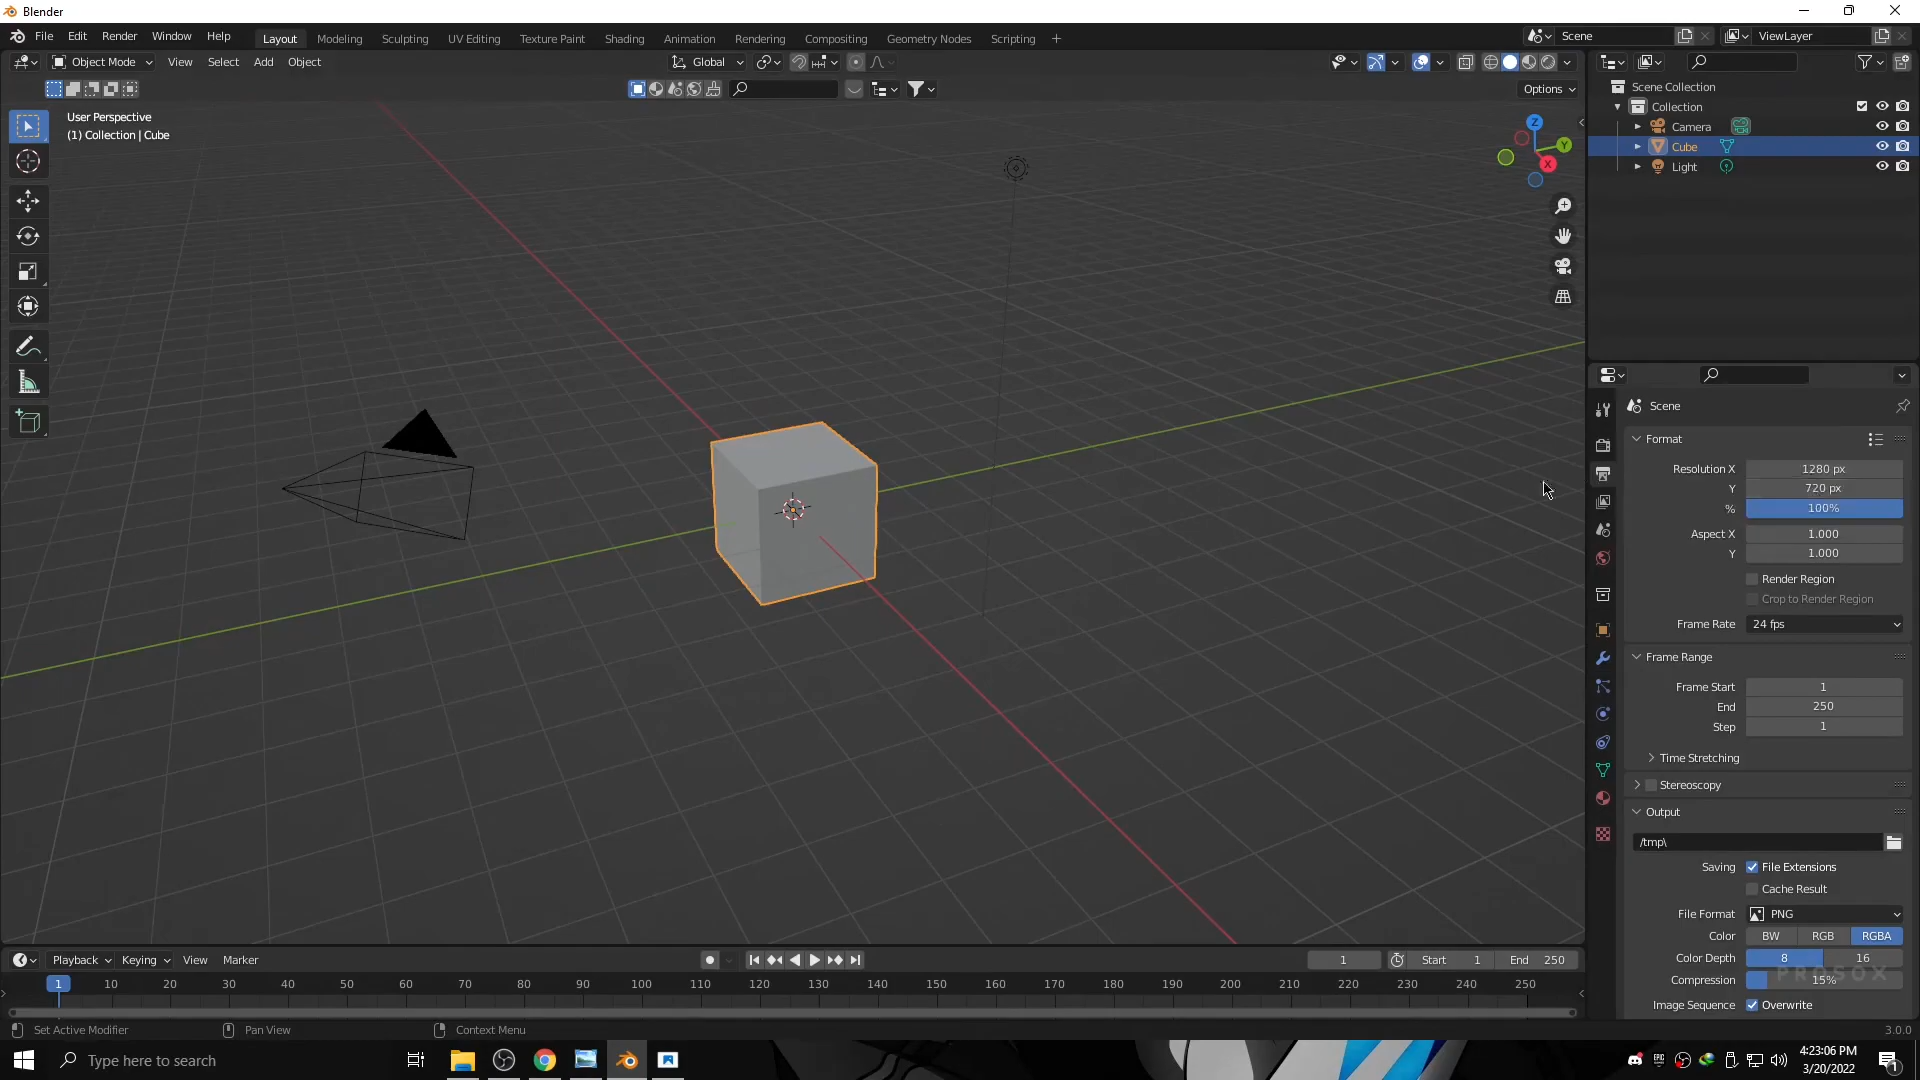 Blender
File Edit Render Window Help
Layout Modeling Sculpting UV Editing Texture Paint Shading Animation Rendering Compositing Geometry Nodes Scripting +
Scene
ViewLayer
Object Mode View Select Add Object
Global
Options
User Perspective
(1) Collection | Cube
Z
Y
X
Scene Collection
Collection
Camera
Cube
Light
Scene
Format
Resolution X 1280 px
Y 720 px
% 100%
Aspect X 1.000
Y 1.000
Render Region
Crop to Render Region
Frame Rate 24 fps
Frame Range
Frame Start 1
End 250
Step 1
Time Stretching
Stereoscopy
Output
/tmp\
Saving File Extensions
Cache Result
File Format PNG
Color BW RGB RGBA
Color Depth 8 16
Compression 15%
PROSOX
Image Sequence Overwrite
Playback Keying View Marker
1 Start 1 End 250
1 10 20 30 40 50 60 70 80 90 100 110 120 130 140 150 160 170 180 190 200 210 220 230 240 250
Set Active Modifier Pan View Context Menu
3.0.0
Type here to search
EPIC
4:23:06 PM
3/20/2022
1